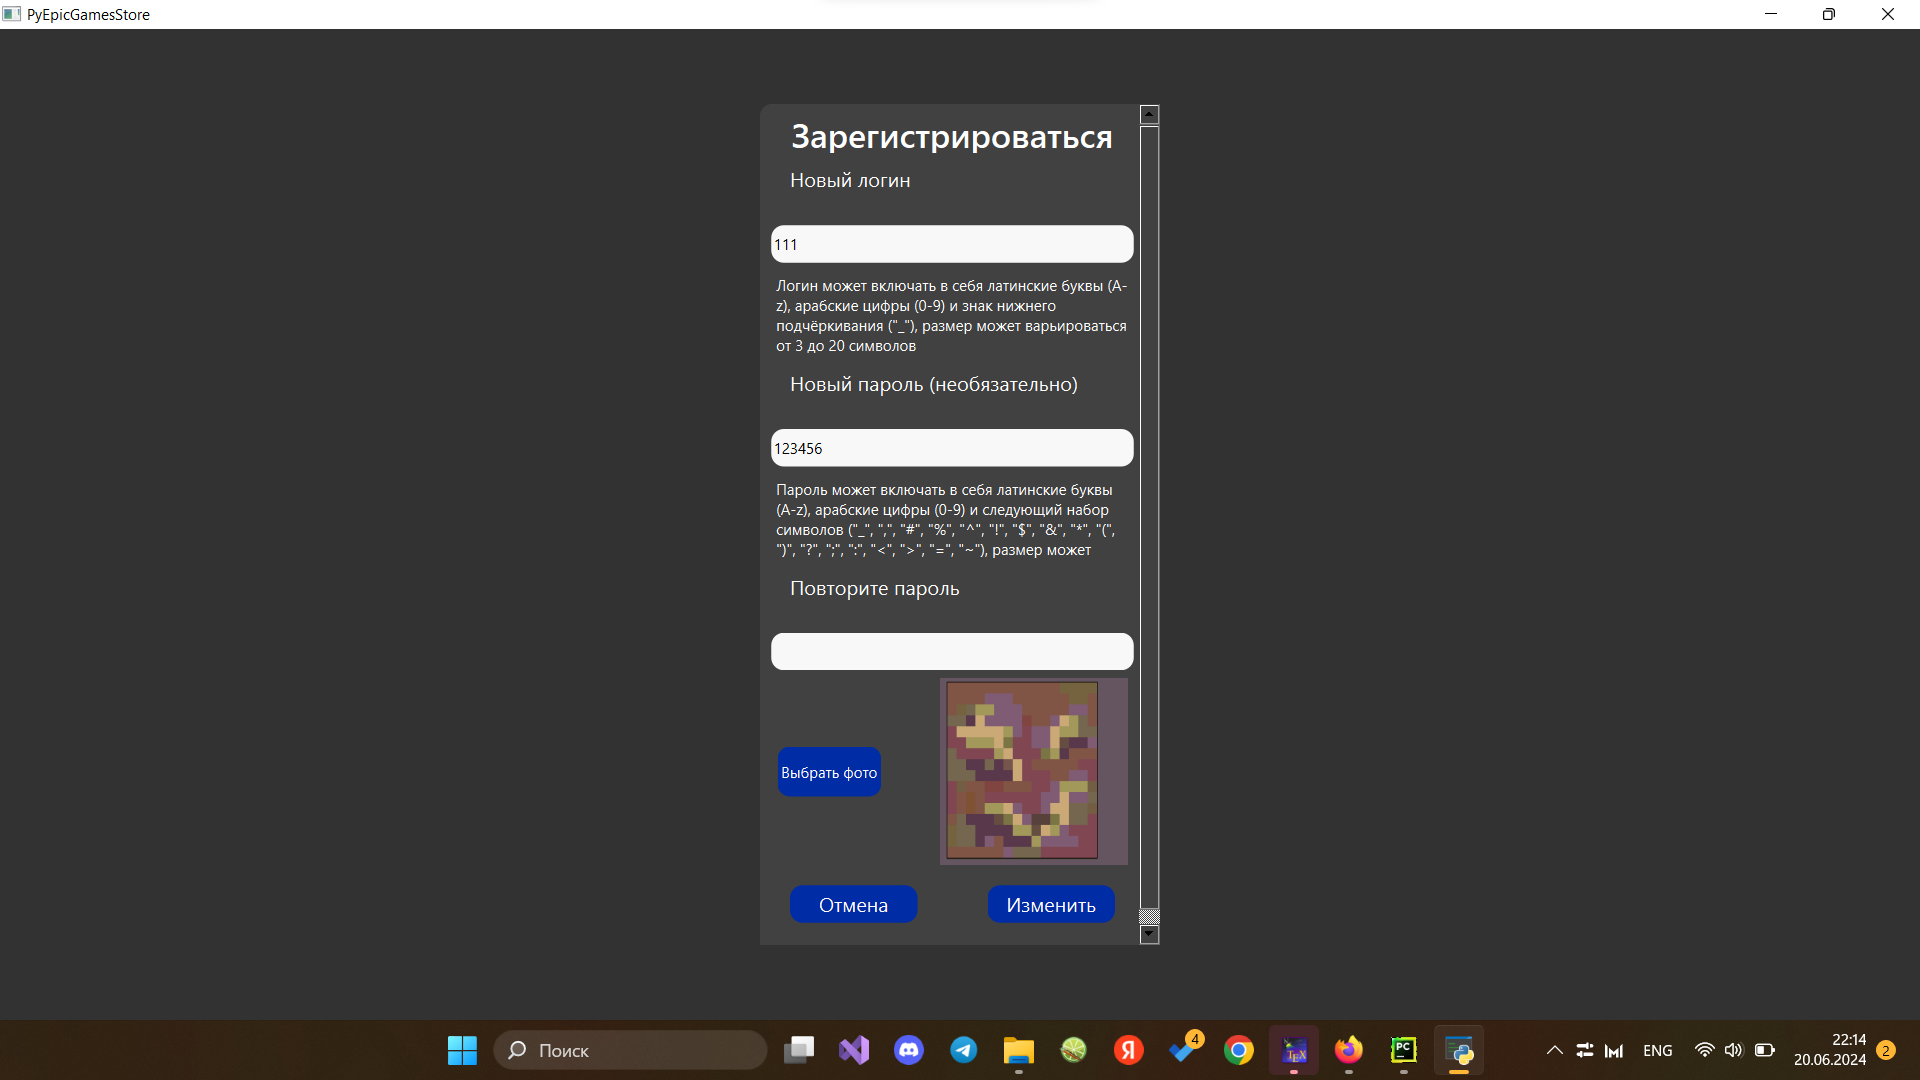 PyEpicGamesStore
Зарегистрироваться
Новый логин
111
Логин может включать в себя латинские буквы (A-
z), арабские цифры (0-9) и знак нижнего
подчёркивания ("_"), размер может варьироваться
от 3 до 20 символов
Новый пароль (необязательно)
123456
Пароль может включать в себя латинские буквы
(A-z), арабские цифры (0-9) и следующий набор
символов ("_", ",", "#", "%", "^", "!", "$", "&", "*", "(",
")", "?", ";", ":", "<", ">", "=", "~"), размер может
Повторите пароль
Выбрать фото
Отмена
Изменить
Поиск
Я
4
TEX
PC
ENG
22:14
20.06.2024
2